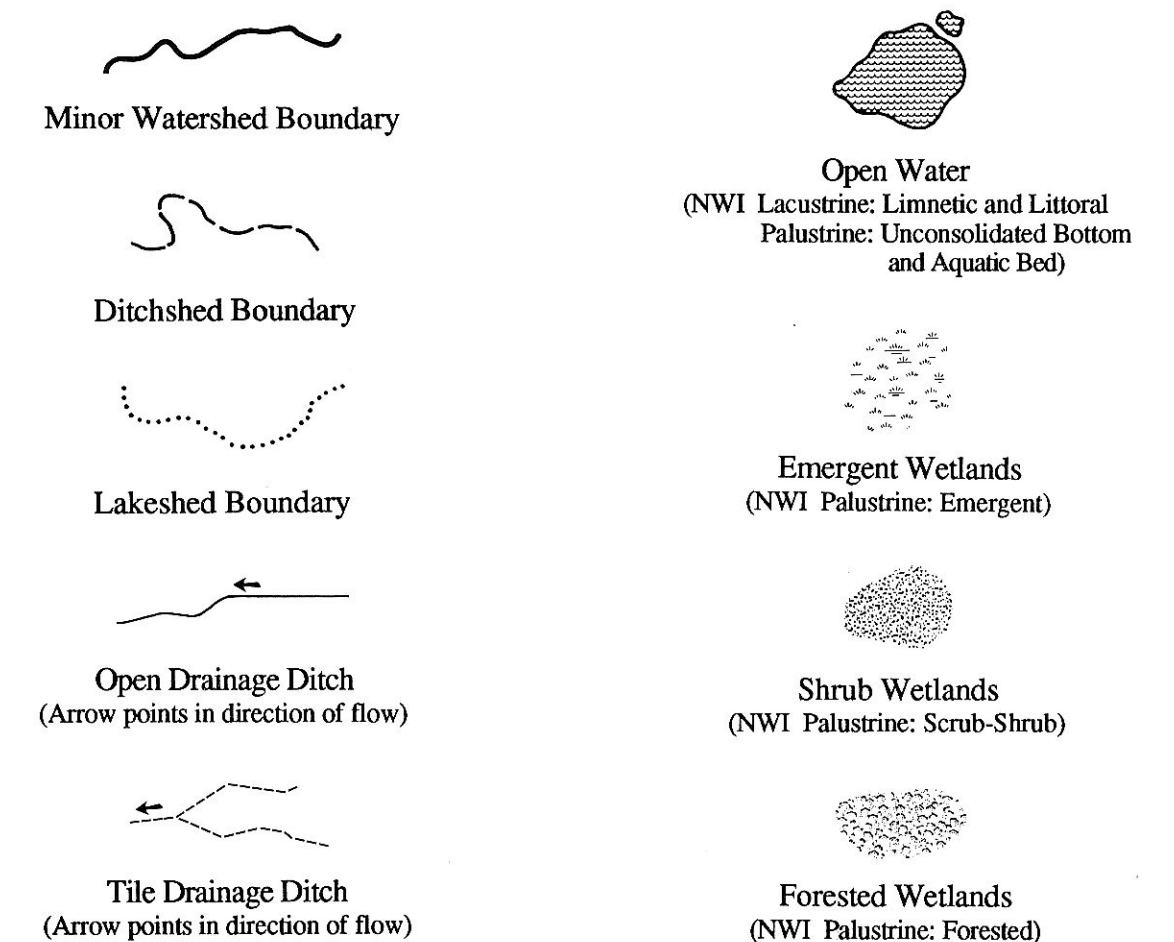 Minor Watershed Boundary
Ditchshed Boundary
Lakeshed Boundary
Open Drainage Ditch
(Arrow points in direction of flow)
Tile Drainage Ditch
(Arrow points in direction of flow)
Open Water
(NWI Lacustrine: Limnetic and Littoral
Palustrine: Unconsolidated Bottom
and Aquatic Bed)
Emergent Wetlands
(NWI Palustrine: Emergent)
Shrub Wetlands
(NWI Palustrine: Scrub-Shrub)
Forested Wetlands
(NWI Palustrine: Forested)